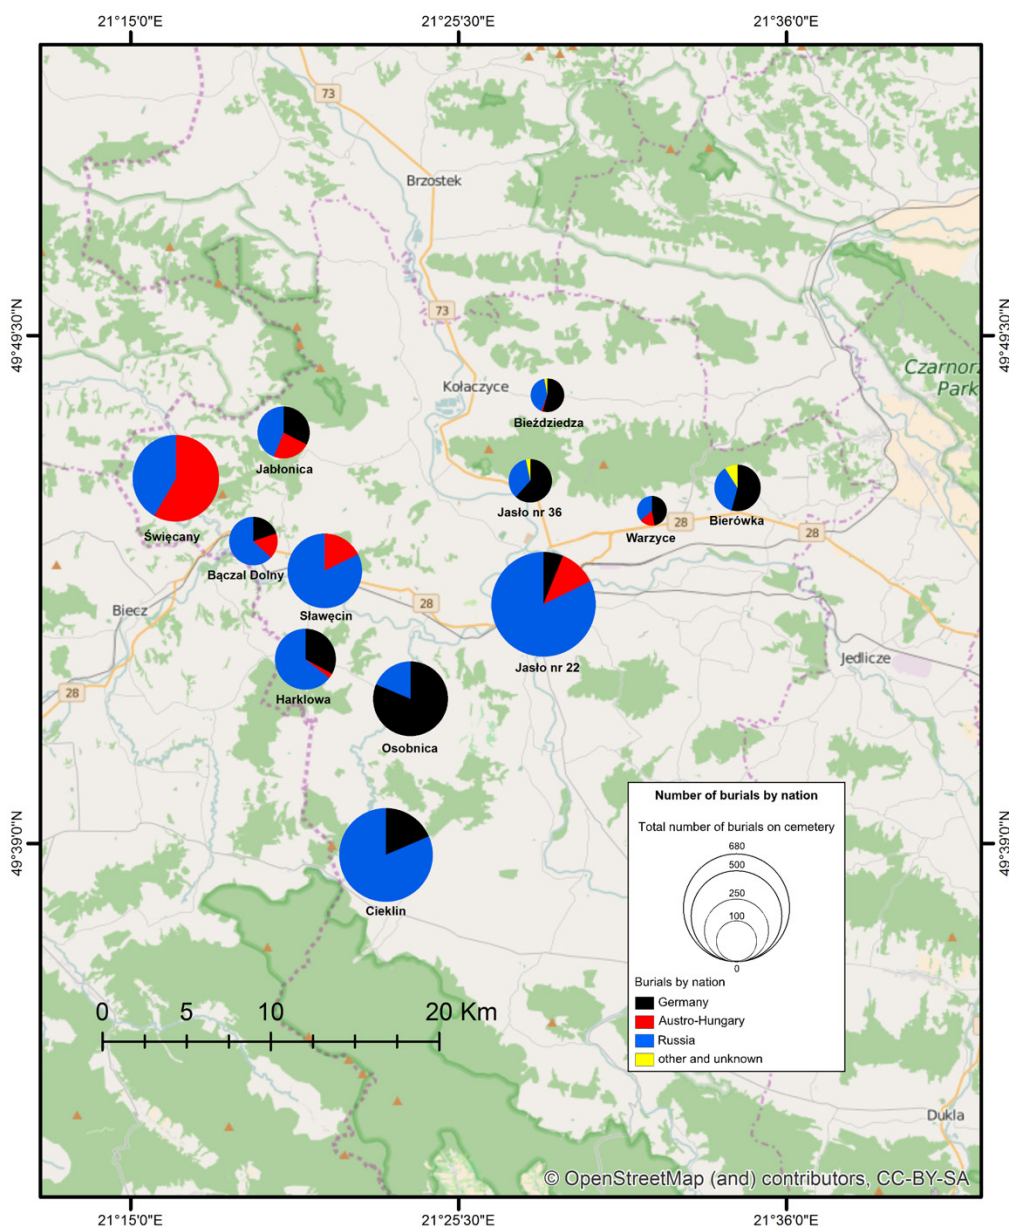 21°15'0"E
21°25'30"E
21°36'0"E
73
Brzostek
73
49°49'30"N
49°49'30"N
Kołaczyce
Czarnorz
Park
Bieździedza
Jabłonica
Jasło nr 36
Bierówka
Warzyce
28
28
Święcany
Bączal Dolny
Sławęcin
Biecz
28
Jasło nr 22
Jedlicze
Harklowa
28
Osobnica
Cieklin
49°39'0"N
49°39'0"N
Number of burials by nation
Total number of burials on cemetery
680
500
250
100
0
Burials by nation
Germany
Austro-Hungary
Russia
other and unknown
0 5 10 20 Km
Dukla
© OpenStreetMap (and) contributors, CC-BY-SA
21°15'0"E
21°25'30"E
21°36'0"E